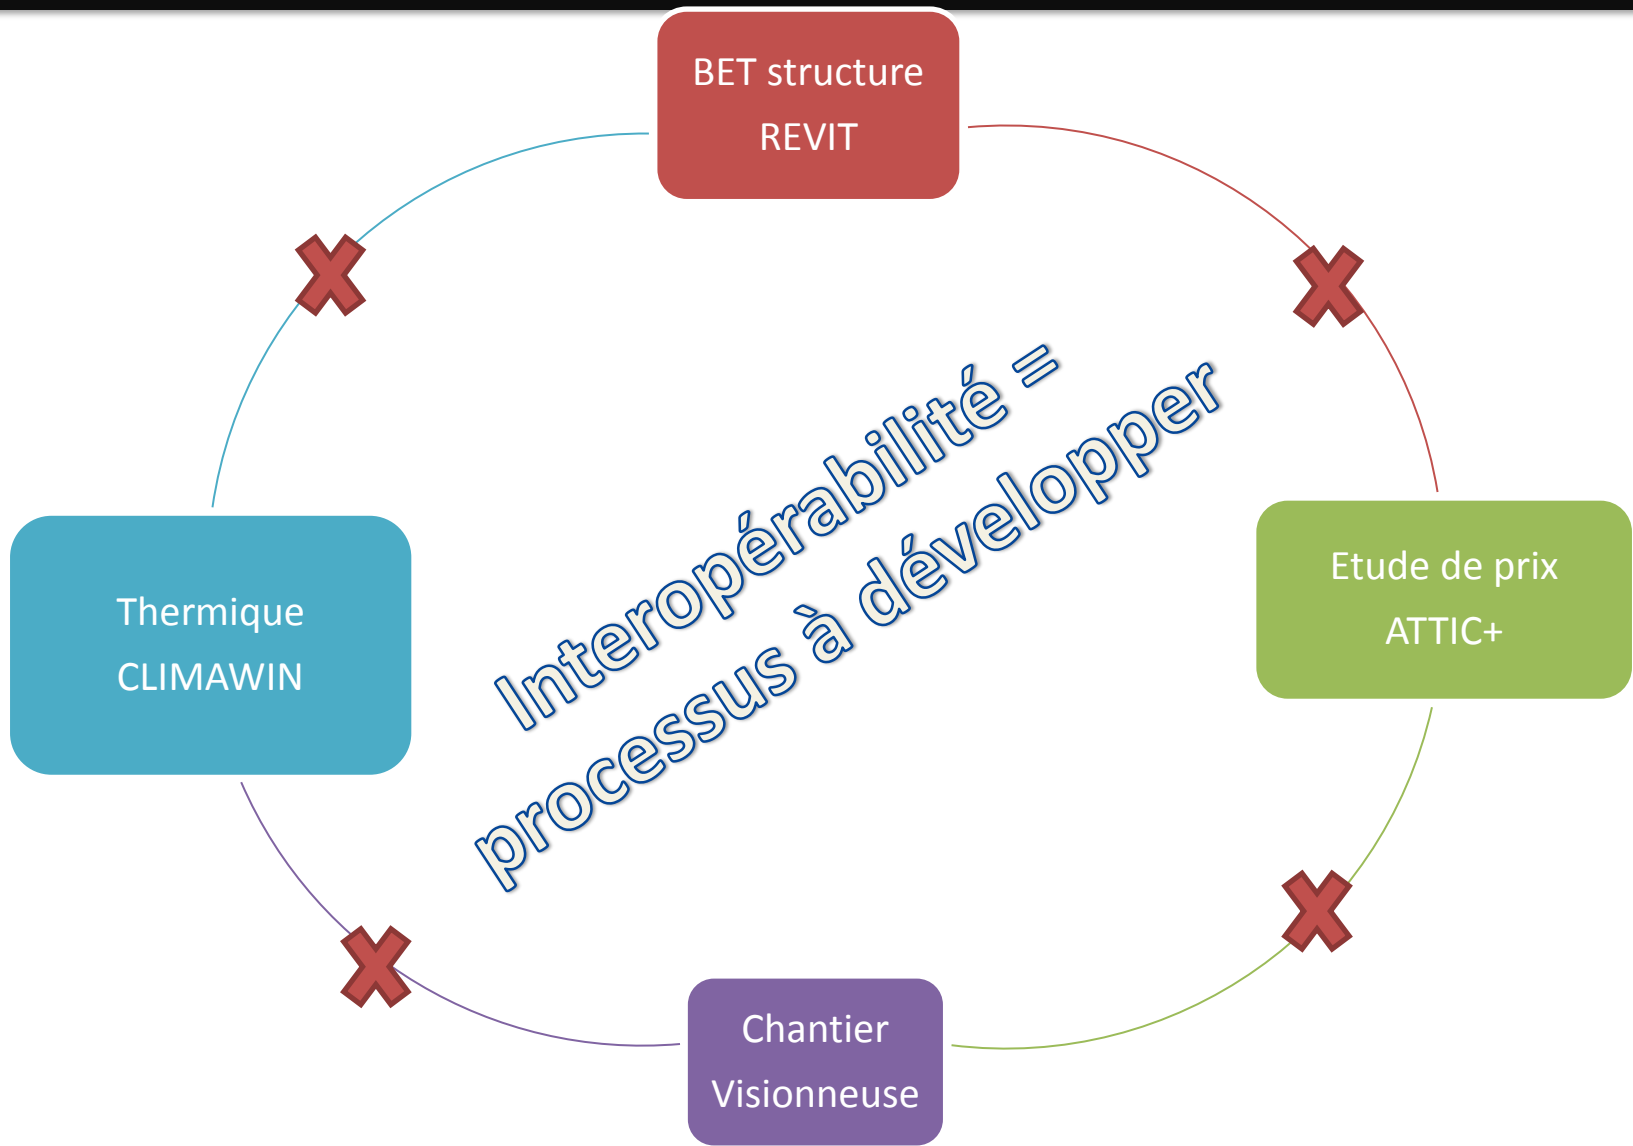 BET structure
REVIT
Interopérabilité =
processus à développer
Thermique
CLIMAWIN
Etude de prix
ATTIC+
Chantier
Visionneuse